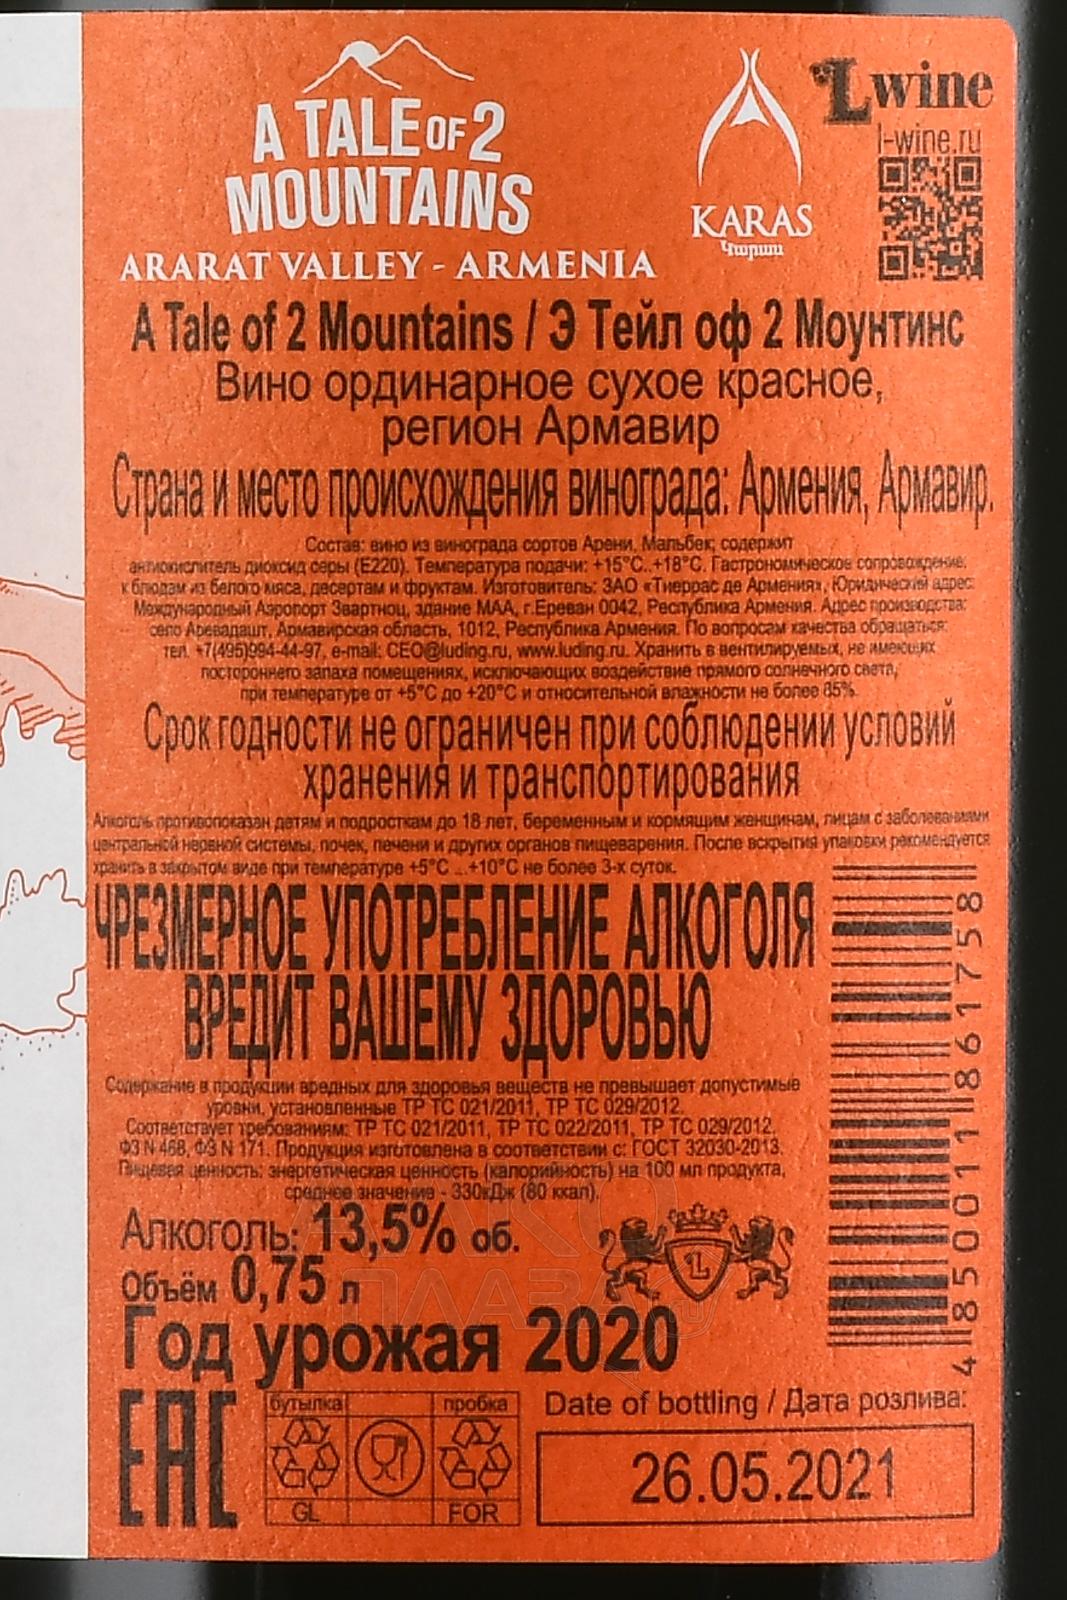 A TALE OF 2
MOUNTAINS
ARARAT VALLEY - ARMENIA
KARAS
Կարաս
Lwine
l-wine.ru
A Tale of 2 Mountains / Э Тейл оф 2 Моунтинс
Вино ординарное сухое красное,
регион Армавир
Страна и место происхождения винограда: Армения, Армавир.
Состав: вино из винограда сортов Арени, Мальбек; содержит
антиокислитель диоксид серы (Е220). Температура подачи: +15°С..+18°С. Гастрономическое сопровождение:
к блюдам из белого мяса, десертам и фруктам. Изготовитель: ЗАО «Тиеррас де Армения», Юридический адрес:
Международный Аэропорт Звартноц, здание МАА, г.Ереван 0042, Республика Армения. Адрес производства:
село Аревадашт, Армавирская область, 1012, Республика Армения. По вопросам качества обращаться:
тел. +7(495)994-44-97, e-mail: CEO@luding.ru, www.luding.ru. Хранить в вентилируемых, не имеющих
постороннего запаха помещениях, исключающих воздействие прямого солнечного света,
при температуре от +5°С до +20°С и относительной влажности не более 85%.
Срок годности не ограничен при соблюдении условий
хранения и транспортирования
Алкоголь противопоказан детям и подросткам до 18 лет, беременным и кормящим женщинам, лицам с заболеваниями
центральной нервной системы, почек, печени и других органов пищеварения. После вскрытия упаковки рекомендуется
хранить в закрытом виде при температуре +5°С ...+10°С не более 3-х суток.
ЧРЕЗМЕРНОЕ УПОТРЕБЛЕНИЕ АЛКОГОЛЯ
ВРЕДИТ ВАШЕМУ ЗДОРОВЬЮ
Содержание в продукции вредных для здоровья веществ не превышает допустимые
уровни, установленные ТР ТС 021/2011, ТР ТС 029/2012.
Соответствует требованиям: ТР ТС 021/2011, ТР ТС 022/2011, ТР ТС 029/2012,
ФЗ N 468, ФЗ N 171. Продукция изготовлена в соответствии с: ГОСТ 32030-2013.
Пищевая ценность: энергетическая ценность (калорийность) на 100 мл продукта,
среднее значение - 330кДж (80 ккал).
Алкоголь: 13,5% об.
Объём 0,75 л
Год урожая 2020
L
АЛКО
ПЛАЗА.ru
4 850011 861758
EAC
бутылка
пробка
GL
FOR
Date of bottling / Дата розлива:
26.05.2021